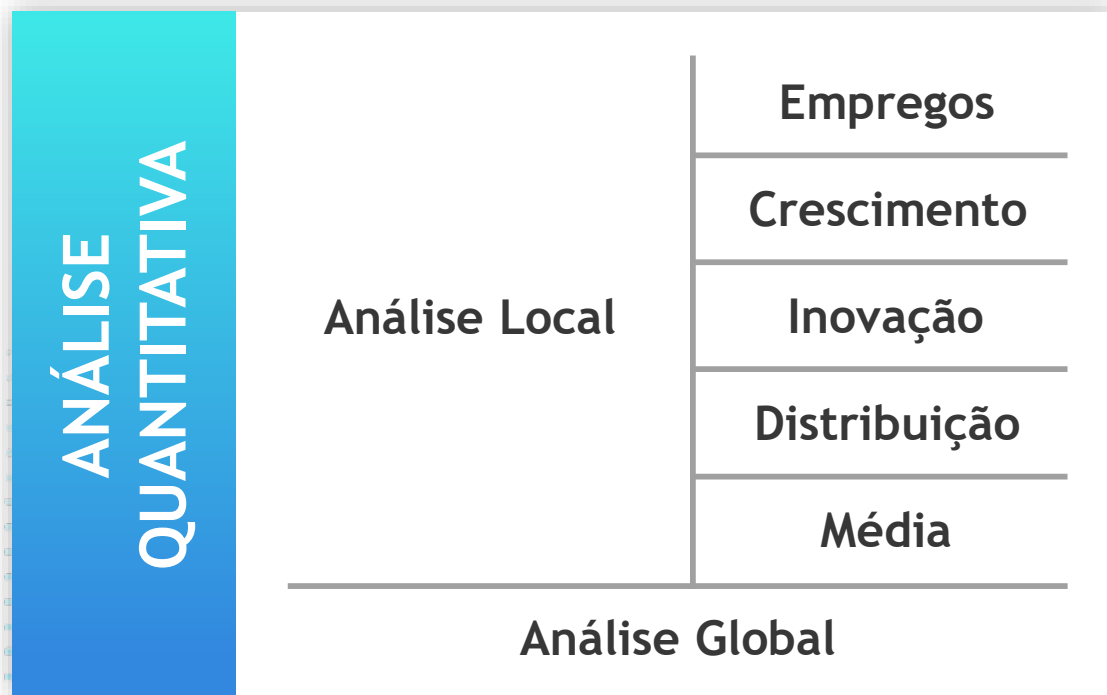 ANÁLISE
QUANTITATIVA
Análise Local
Empregos
Crescimento
Inovação
Distribuição
Média
Análise Global